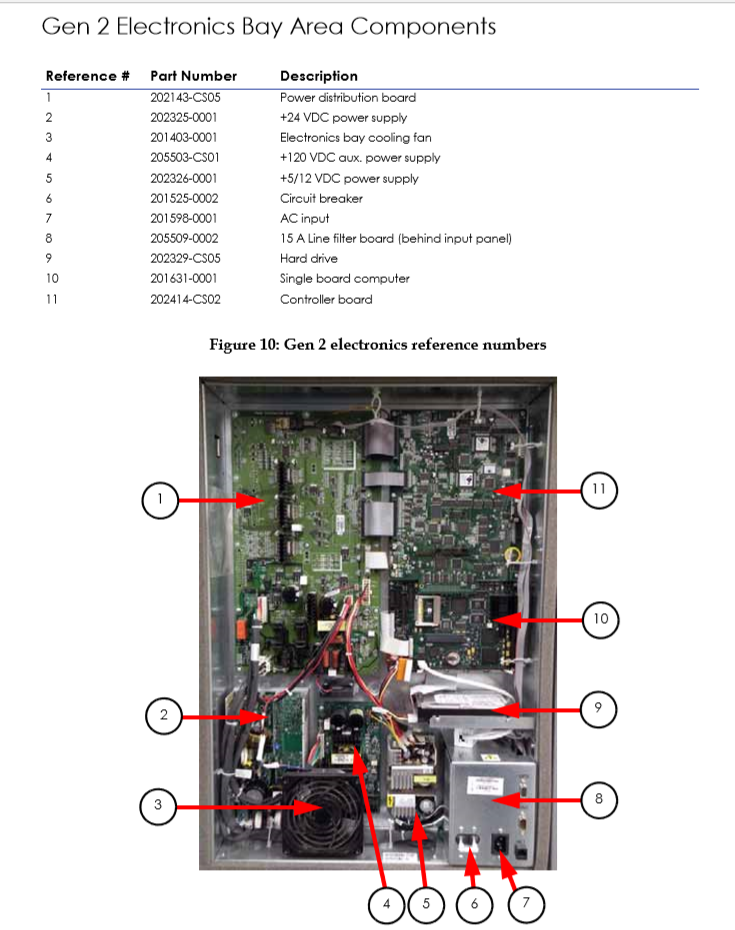 Gen 2 Electronics Bay Area Components
Reference # Part Number Description
1 202143-CS05 Power distribution board
2 202325-0001 +24 VDC power supply
3 201403-0001 Electronics bay cooling fan
4 205503-CS01 +120 VDC aux. power supply
5 202326-0001 +5/12 VDC power supply
6 201525-0002 Circuit breaker
7 201598-0001 AC input
8 205509-0002 15 A Line filter board (behind input panel)
9 202329-CS05 Hard drive
10 201631-0001 Single board computer
11 202414-CS02 Controller board
Figure 10: Gen 2 electronics reference numbers
1
11
10
2
9
3
8
4
5
6
7